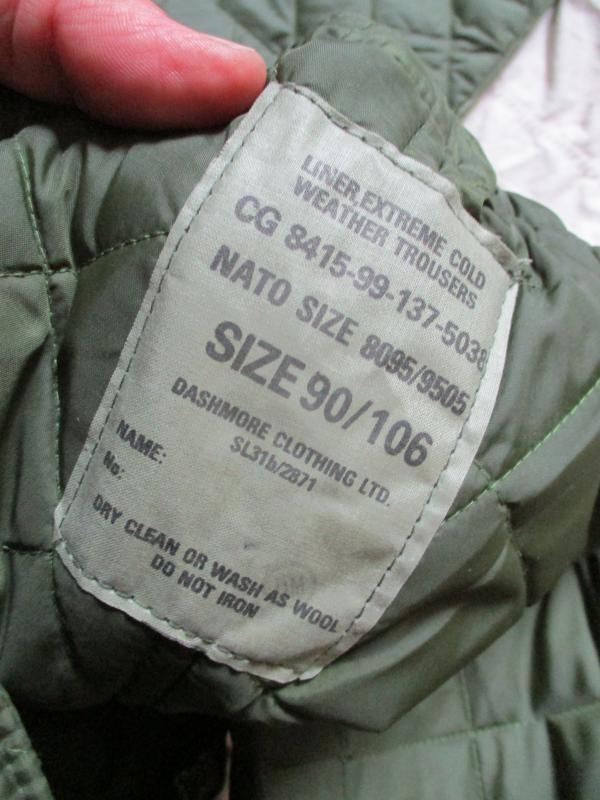 LINER, EXTREME COLD
WEATHER TROUSERS
CG 8415-99-137-5038
NATO SIZE 8095/9505
SIZE 90/106
DASHMORE CLOTHING LTD.
SL31b/2871
NAME:
No:
DRY CLEAN OR WASH AS WOOL
DO NOT IRON